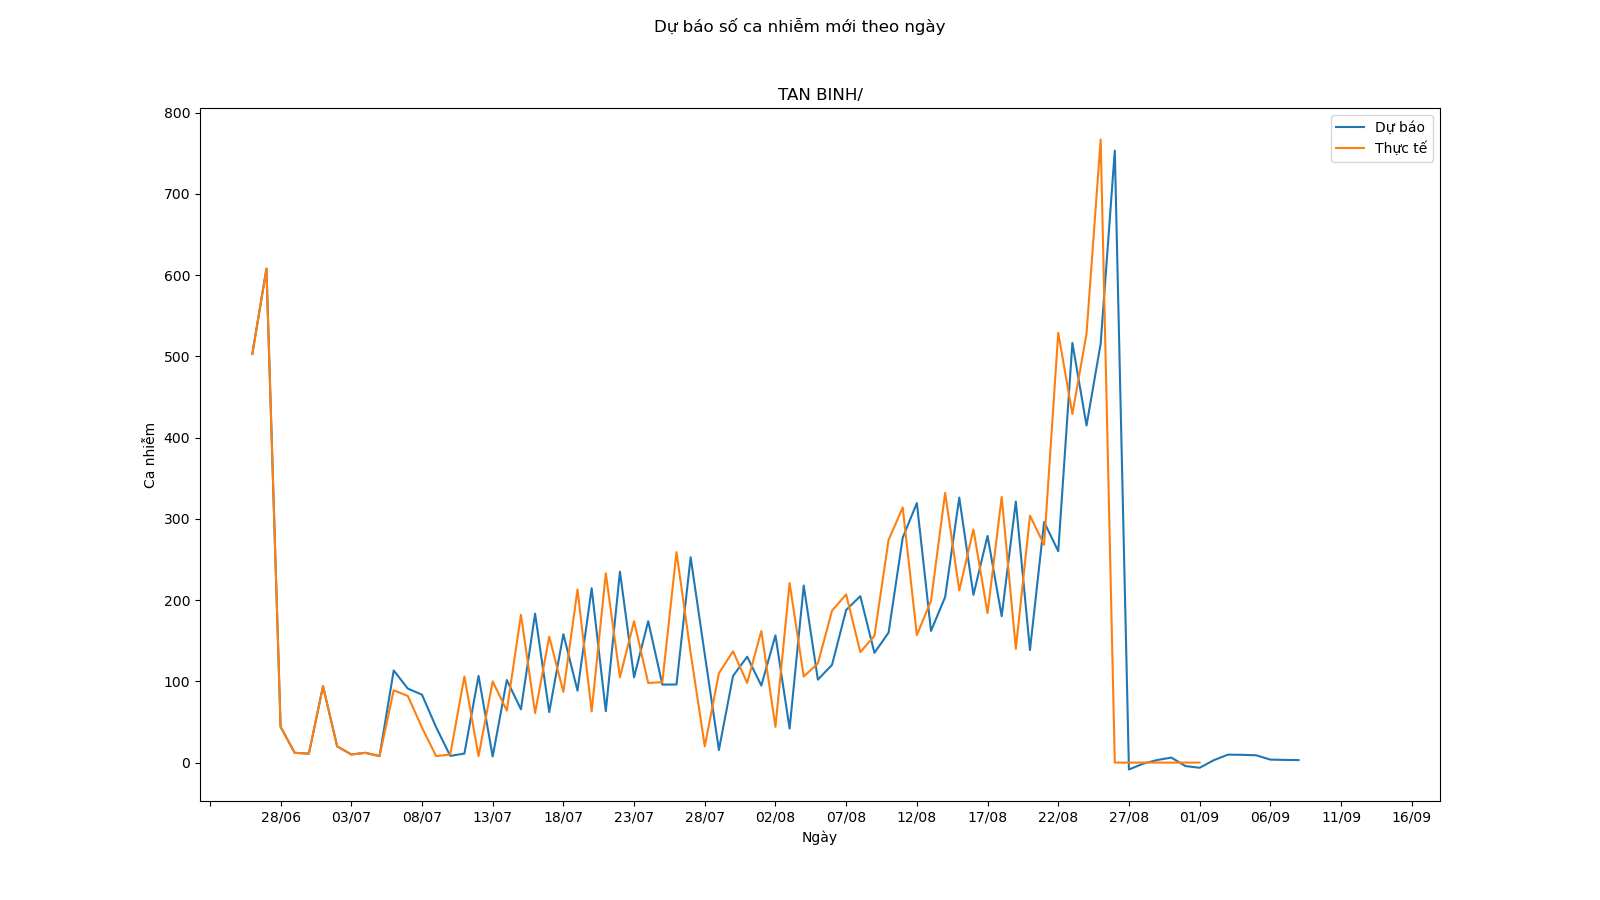 Dự báo số ca nhiễm mới theo ngày
TAN BINH/
Dự báo
Thực tế
Ca nhiễm
800
700
600
500
400
300
200
100
0
28/06 03/07 08/07 13/07 18/07 23/07 28/07 02/08 07/08 12/08 17/08 22/08 27/08 01/09 06/09 11/09 16/09
Ngày